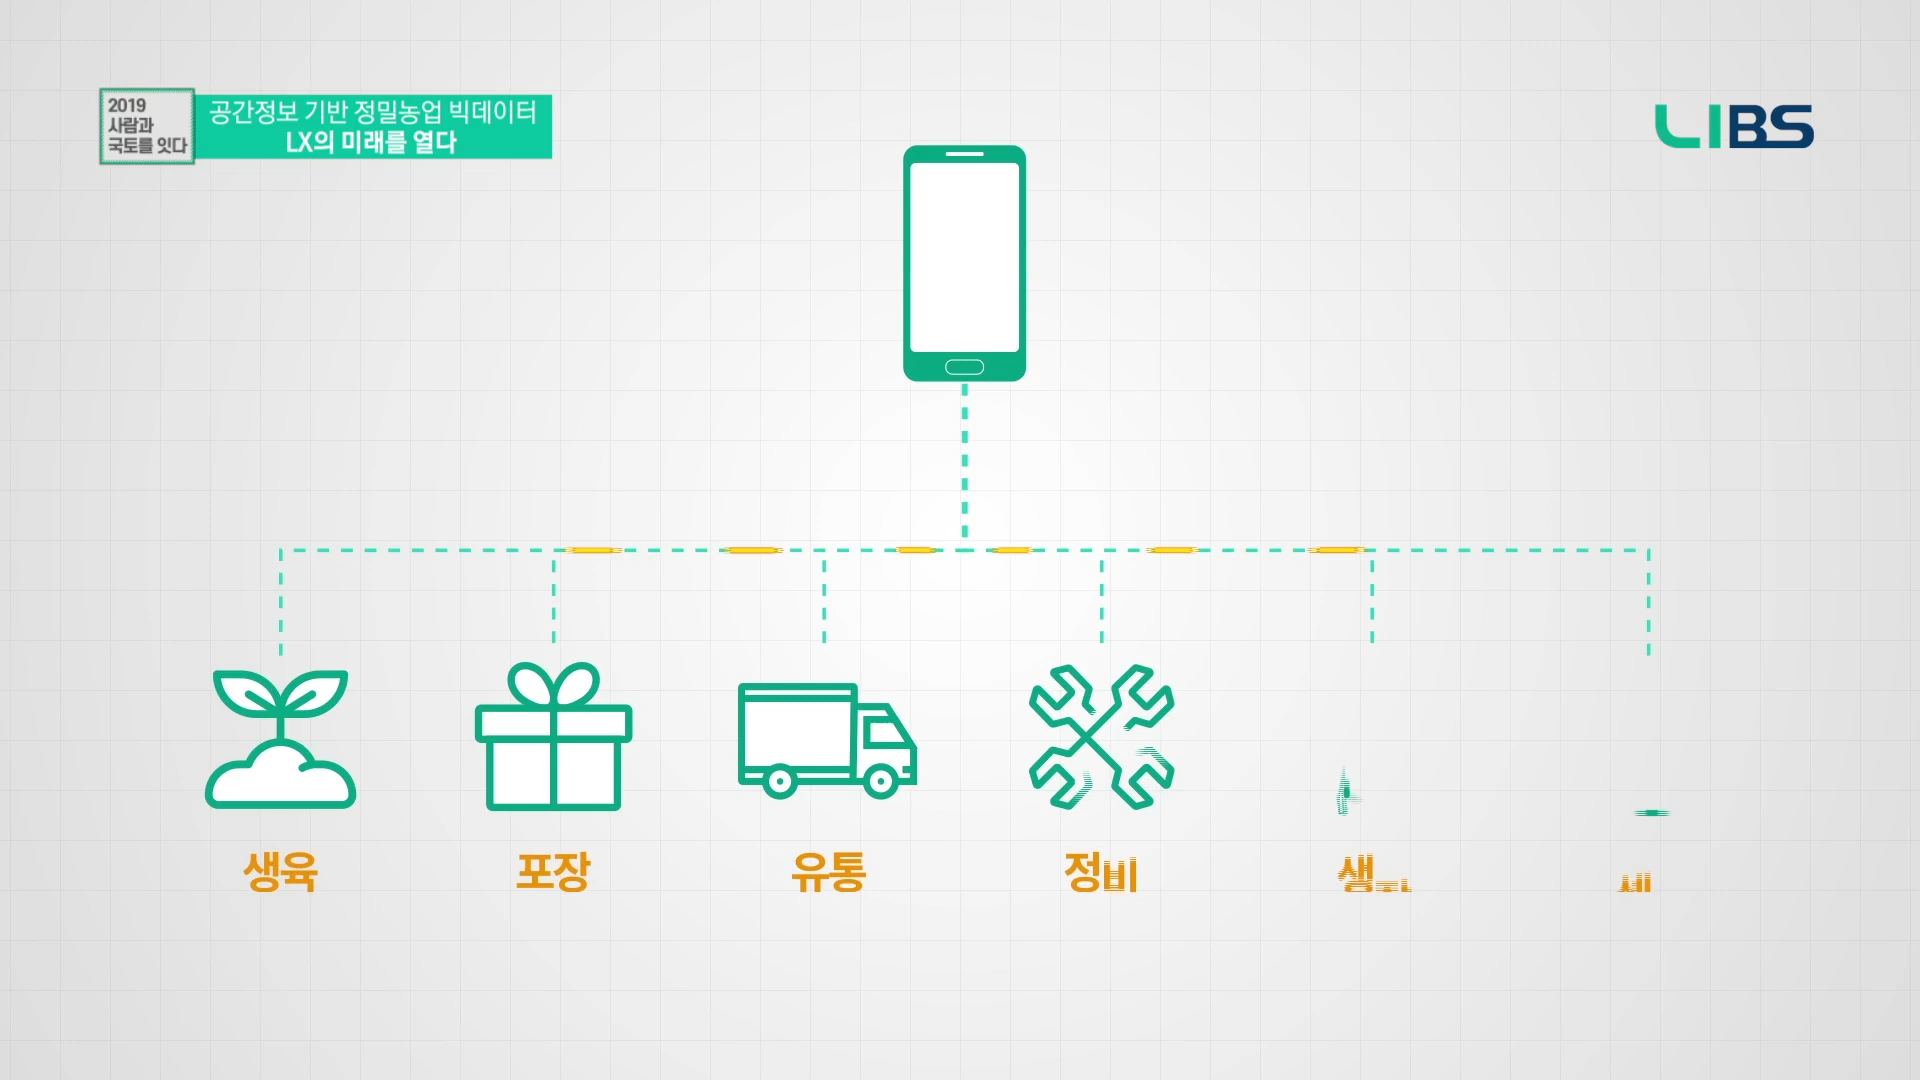 2019
사람과
국토를 잇다
공간정보 기반 정밀농업 빅데이터
LX의 미래를 열다
LIBS
생육
포장
유통
정비